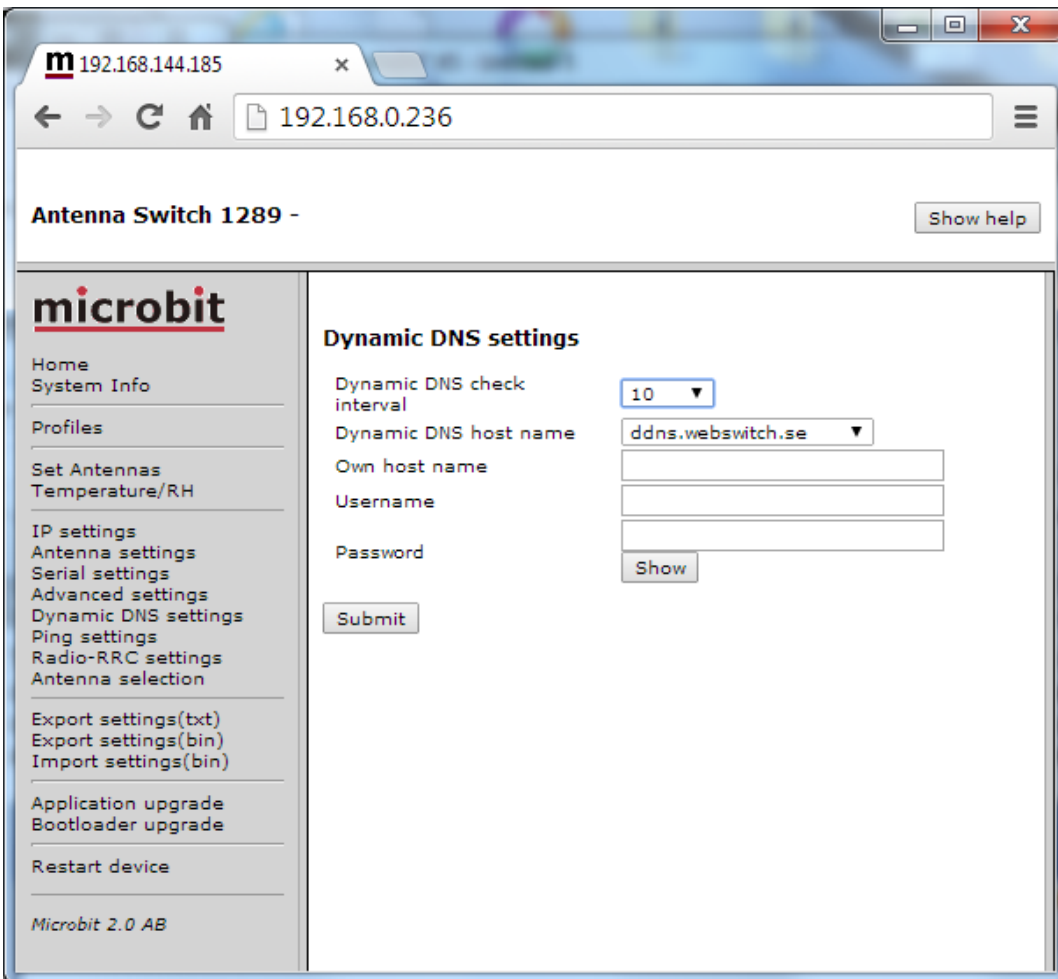 m 192.168.144.185
192.168.0.236
Antenna Switch 1289 -
Show help
microbit
Home
System Info
Profiles
Set Antennas
Temperature/RH
IP settings
Antenna settings
Serial settings
Advanced settings
Dynamic DNS settings
Ping settings
Radio-RRC settings
Antenna selection
Export settings(txt)
Export settings(bin)
Import settings(bin)
Application upgrade
Bootloader upgrade
Restart device
Microbit 2.0 AB
Dynamic DNS settings
Dynamic DNS check
interval
10
Dynamic DNS host name
ddns.webswitch.se
Own host name
Username
Password
Show
Submit